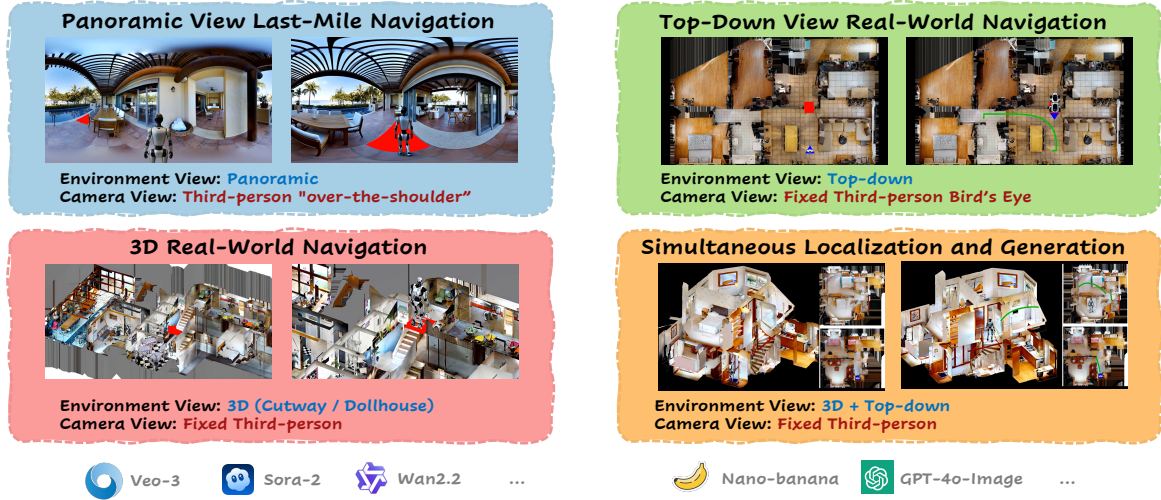 Panoramic View Last-Mile Navigation
Environment View: Panoramic
Camera View: Third-person "over-the-shoulder”
Top-Down View Real-World Navigation
Environment View: Top-down
Camera View: Fixed Third-person Bird’s Eye
3D Real-World Navigation
Environment View: 3D (Cutway / Dollhouse)
Camera View: Fixed Third-person
Simultaneous Localization and Generation
Environment View: 3D + Top-down
Camera View: Fixed Third-person
Veo-3 Sora-2 Wan2.2 ...
Nano-banana GPT-4o-Image ...